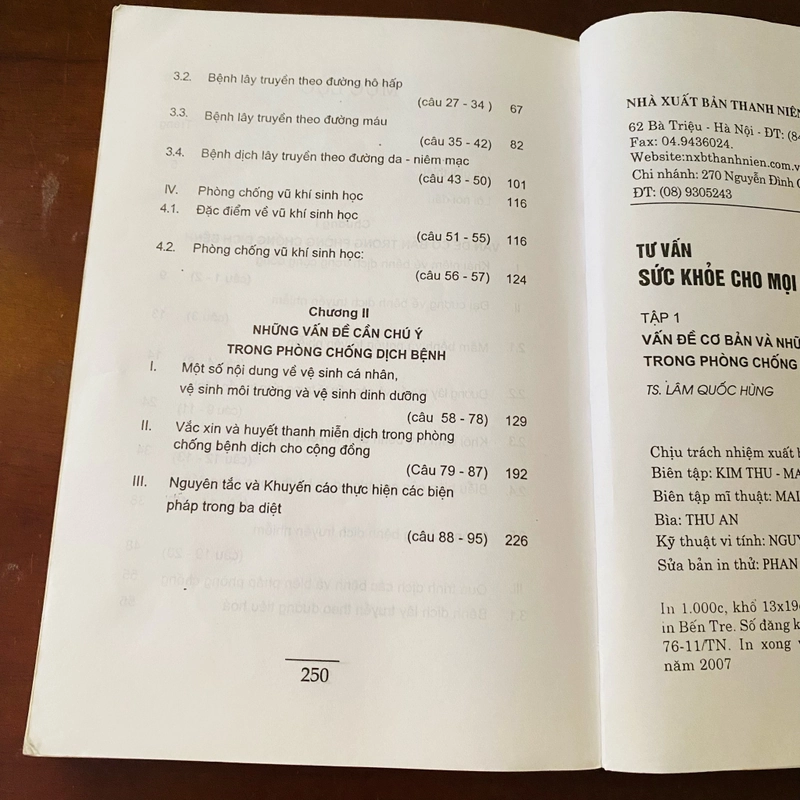 3.2. Bệnh lây truyền theo đường hô hấp
(câu 27 - 34 ) 67
3.3. Bệnh lây truyền theo đường máu
(câu 35 - 42) 82
3.4. Bệnh dịch lây truyền theo đường da - niêm mạc
(câu 43 - 50) 101
IV. Phòng chống vũ khí sinh học 116
4.1. Đặc điểm về vũ khí sinh học
(câu 51 - 55) 116
4.2. Phòng chống vũ khí sinh học:
(câu 56 - 57) 124
Chương II
NHỮNG VẤN ĐỀ CẦN CHÚ Ý
TRONG PHÒNG CHỐNG DỊCH BỆNH
I. Một số nội dung về vệ sinh cá nhân,
vệ sinh môi trường và vệ sinh dinh dưỡng
(câu 58 - 78) 129
II. Vắc xin và huyết thanh miễn dịch trong phòng
chống bệnh dịch cho cộng đồng
(Câu 79 - 87) 192
III. Nguyên tắc và Khuyến cáo thực hiện các biện
pháp trong ba diệt
(câu 88 - 95) 226
250
NHÀ XUẤT BẢN THANH NIÊN
62 Bà Triệu - Hà Nội - ĐT: (84
Fax: 04.9436024.
Website:nxbthanhnien.com.v
Chi nhánh: 270 Nguyễn Đình
ĐT: (08) 9305243
TƯ VẤN
SỨC KHỎE CHO MỌI
TẬP 1
VẤN ĐỀ CƠ BẢN VÀ NHỮ
TRONG PHÒNG CHỐNG
TS. LÂM QUỐC HÙNG
Chịu trách nhiệm xuất
Biên tập: KIM THU - MA
Biên tập mĩ thuật: MAI
Bìa: THU AN
Kỹ thuật vi tính: NGUY
Sửa bản in thử: PHAN
In 1.000c, khổ 13x19c
in Bến Tre. Số đăng k
76-11/TN. In xong v
năm 2007